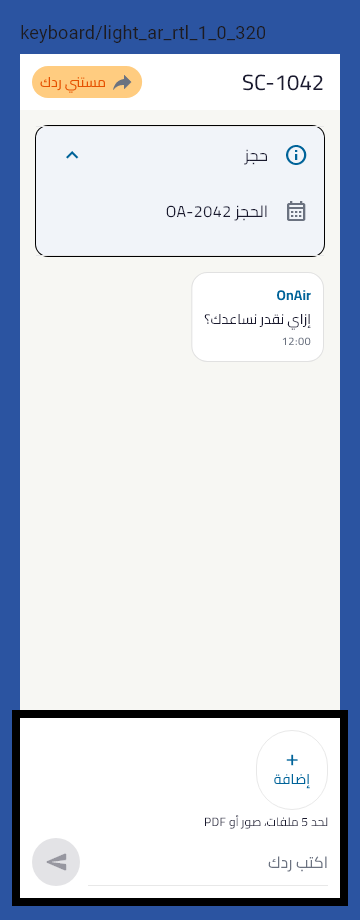 keyboard/light_ar_rtl_1_0_320
SC-1042
مستني ردك
حجز
الحجز OA-2042
OnAir
إزاي نقدر نساعدك؟
12:00
+
إضافة
لحد 5 ملفات، صور أو PDF
اكتب ردك